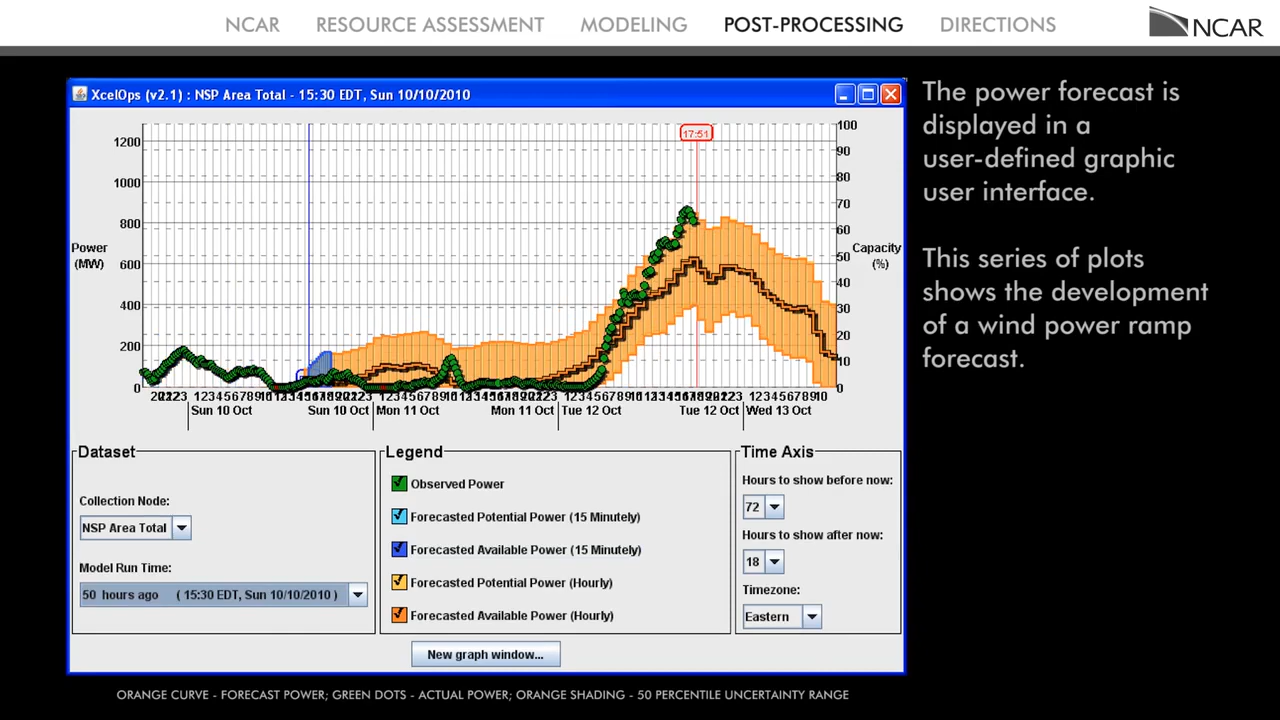 NCAR RESOURCE ASSESSMENT MODELING POST-PROCESSING DIRECTIONS NCAR
XcelOps (v2.1) : NSP Area Total - 15:30 EDT, Sun 10/10/2010
The power forecast is
displayed in a
user-defined graphic
user interface.
This series of plots
shows the development
of a wind power ramp
forecast.
17:51
1200
1000
800
600
400
200
0
Power
(MW)
100
90
80
70
60
50
40
30
20
10
0
Capacity
(%)
Sun 10 Oct Sun 10 Oct Mon 11 Oct Mon 11 Oct Tue 12 Oct Tue 12 Oct Wed 13 Oct
Dataset
Collection Node:
NSP Area Total
Model Run Time:
50 hours ago ( 15:30 EDT, Sun 10/10/2010 )
Legend
Observed Power
Forecasted Potential Power (15 Minutely)
Forecasted Available Power (15 Minutely)
Forecasted Potential Power (Hourly)
Forecasted Available Power (Hourly)
Time Axis
Hours to show before now:
72
Hours to show after now:
18
Timezone:
Eastern
New graph window...
ORANGE CURVE - FORECAST POWER; GREEN DOTS - ACTUAL POWER; ORANGE SHADING - 50 PERCENTILE UNCERTAINTY RANGE